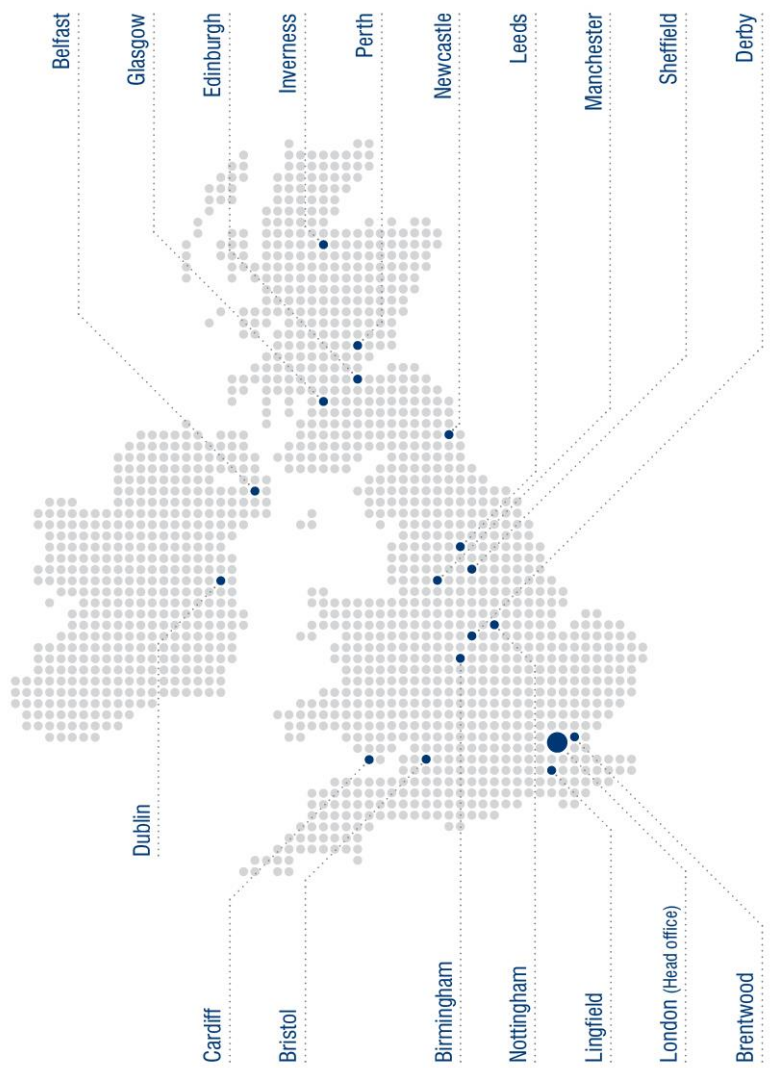 Belfast
Glasgow
Edinburgh
Inverness
Perth
Newcastle
Leeds
Manchester
Sheffield
Derby
Dublin
Cardiff
Bristol
Birmingham
Nottingham
Lingfield
London (Head office)
Brentwood